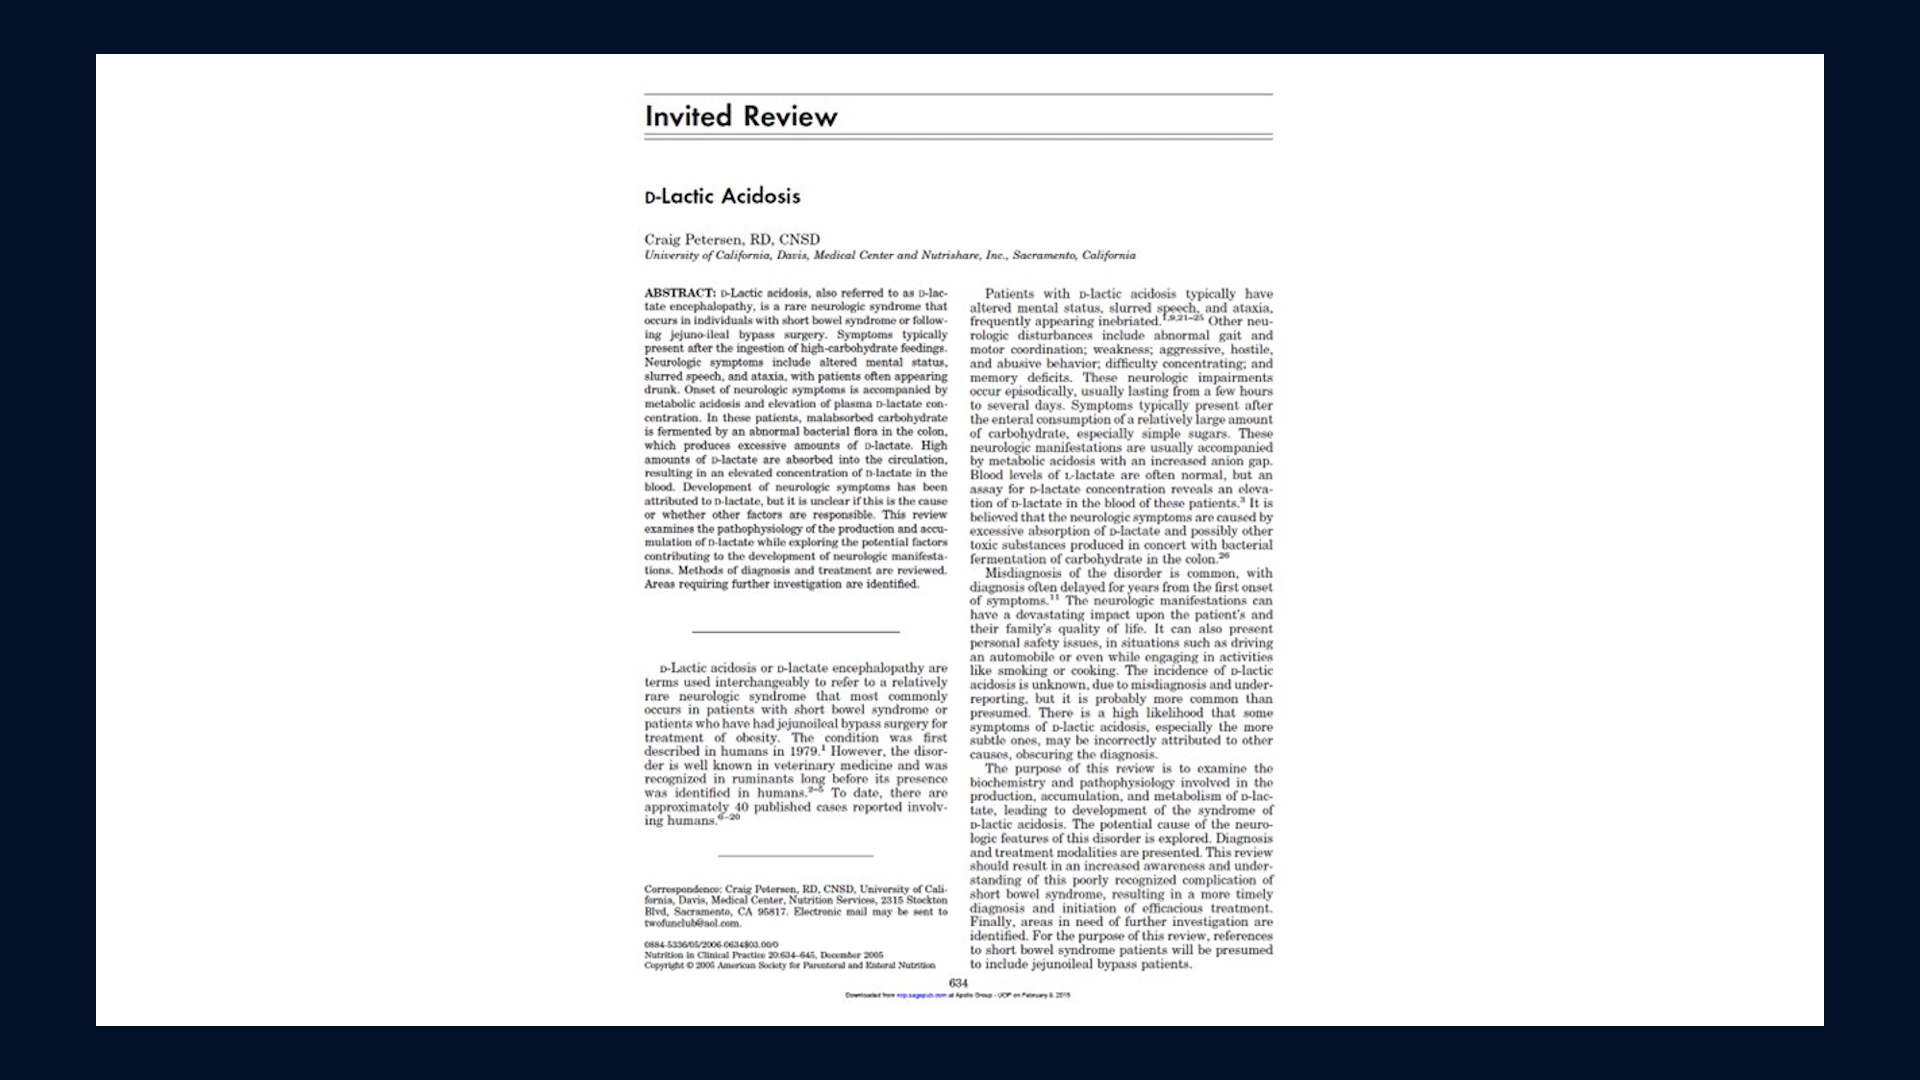 Invited Review
D-Lactic Acidosis
Craig Petersen, RD, CNSD
University of California, Davis, Medical Center and Nutrishare, Inc., Sacramento, California
ABSTRACT: D-Lactic acidosis, also referred to as D-lac-
tate encephalopathy, is a rare neurologic syndrome that
occurs in individuals with short bowel syndrome or follow-
ing jejuno-ileal bypass surgery. Symptoms typically
present after the ingestion of high-carbohydrate feedings.
Neurologic symptoms include altered mental status,
slurred speech, and ataxia, with patients often appearing
drunk. Onset of neurologic symptoms is accompanied by
metabolic acidosis and elevation of plasma D-lactate con-
centration. In these patients, malabsorbed carbohydrate
is fermented by an abnormal bacterial flora in the colon,
which produces excessive amounts of D-lactate. High
amounts of D-lactate are absorbed into the circulation,
resulting in an elevated concentration of D-lactate in the
blood. Development of neurologic symptoms has been
attributed to D-lactate, but it is unclear if this is the cause
or whether other factors are responsible. This review
examines the pathophysiology of the production and accu-
mulation of D-lactate while exploring the potential factors
contributing to the development of neurologic manifesta-
tions. Methods of diagnosis and treatment are reviewed.
Areas requiring further investigation are identified.
D-Lactic acidosis or D-lactate encephalopathy are
terms used interchangeably to refer to a relatively
rare neurologic syndrome that most commonly
occurs in patients with short bowel syndrome or
patients who have had jejunoileal bypass surgery for
treatment of obesity. The condition was first
described in humans in 1979.1 However, the disor-
der is well known in veterinary medicine and was
recognized in ruminants long before its presence
was identified in humans.2–5 To date, there are
approximately 40 published cases reported involv-
ing humans.6–20
Correspondence: Craig Petersen, RD, CNSD, University of Cali-
fornia, Davis, Medical Center, Nutrition Services, 2315 Stockton
Blvd, Sacramento, CA 95817. Electronic mail may be sent to
twofunclub@aol.com.
0884-5336/05/2006-0634$03.00/0
Nutrition in Clinical Practice 20:634–645, December 2005
Copyright © 2005 American Society for Parenteral and Enteral Nutrition
Patients with D-lactic acidosis typically have
altered mental status, slurred speech, and ataxia,
frequently appearing inebriated.1,9,21–25 Other neu-
rologic disturbances include abnormal gait and
motor coordination; weakness; aggressive, hostile,
and abusive behavior; difficulty concentrating; and
memory deficits. These neurologic impairments
occur episodically, usually lasting from a few hours
to several days. Symptoms typically present after
the enteral consumption of a relatively large amount
of carbohydrate, especially simple sugars. These
neurologic manifestations are usually accompanied
by metabolic acidosis with an increased anion gap.
Blood levels of L-lactate are often normal, but an
assay for D-lactate concentration reveals an eleva-
tion of D-lactate in the blood of these patients.3 It is
believed that the neurologic symptoms are caused by
excessive absorption of D-lactate and possibly other
toxic substances produced in concert with bacterial
fermentation of carbohydrate in the colon.26
Misdiagnosis of the disorder is common, with
diagnosis often delayed for years from the first onset
of symptoms.11 The neurologic manifestations can
have a devastating impact upon the patient's and
their family's quality of life. It can also present
personal safety issues, in situations such as driving
an automobile or even while engaging in activities
like smoking or cooking. The incidence of D-lactic
acidosis is unknown, due to misdiagnosis and under-
reporting, but it is probably more common than
presumed. There is a high likelihood that some
symptoms of D-lactic acidosis, especially the more
subtle ones, may be incorrectly attributed to other
causes, obscuring the diagnosis.
The purpose of this review is to examine the
biochemistry and pathophysiology involved in the
production, accumulation, and metabolism of D-lac-
tate, leading to development of the syndrome of
D-lactic acidosis. The potential cause of the neuro-
logic features of this disorder is explored. Diagnosis
and treatment modalities are presented. This review
should result in an increased awareness and under-
standing of this poorly recognized complication of
short bowel syndrome, resulting in a more timely
diagnosis and initiation of efficacious treatment.
Finally, areas in need of further investigation are
identified. For the purpose of this review, references
to short bowel syndrome patients will be presumed
to include jejunoileal bypass patients.
634
Downloaded from ncp.sagepub.com at Apollo Group - UOP on February 8, 2015